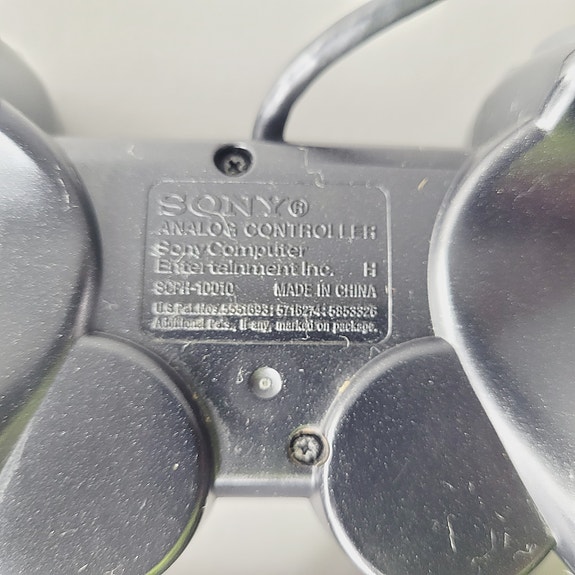 SONY®
ANALOG CONTROLLER
Sony Computer
Entertainment Inc. H
SCPH-10010 MADE IN CHINA
U.S. Pat. Nos. 5551693; 5716274; 5853326
Additional Pats., if any, marked on package.